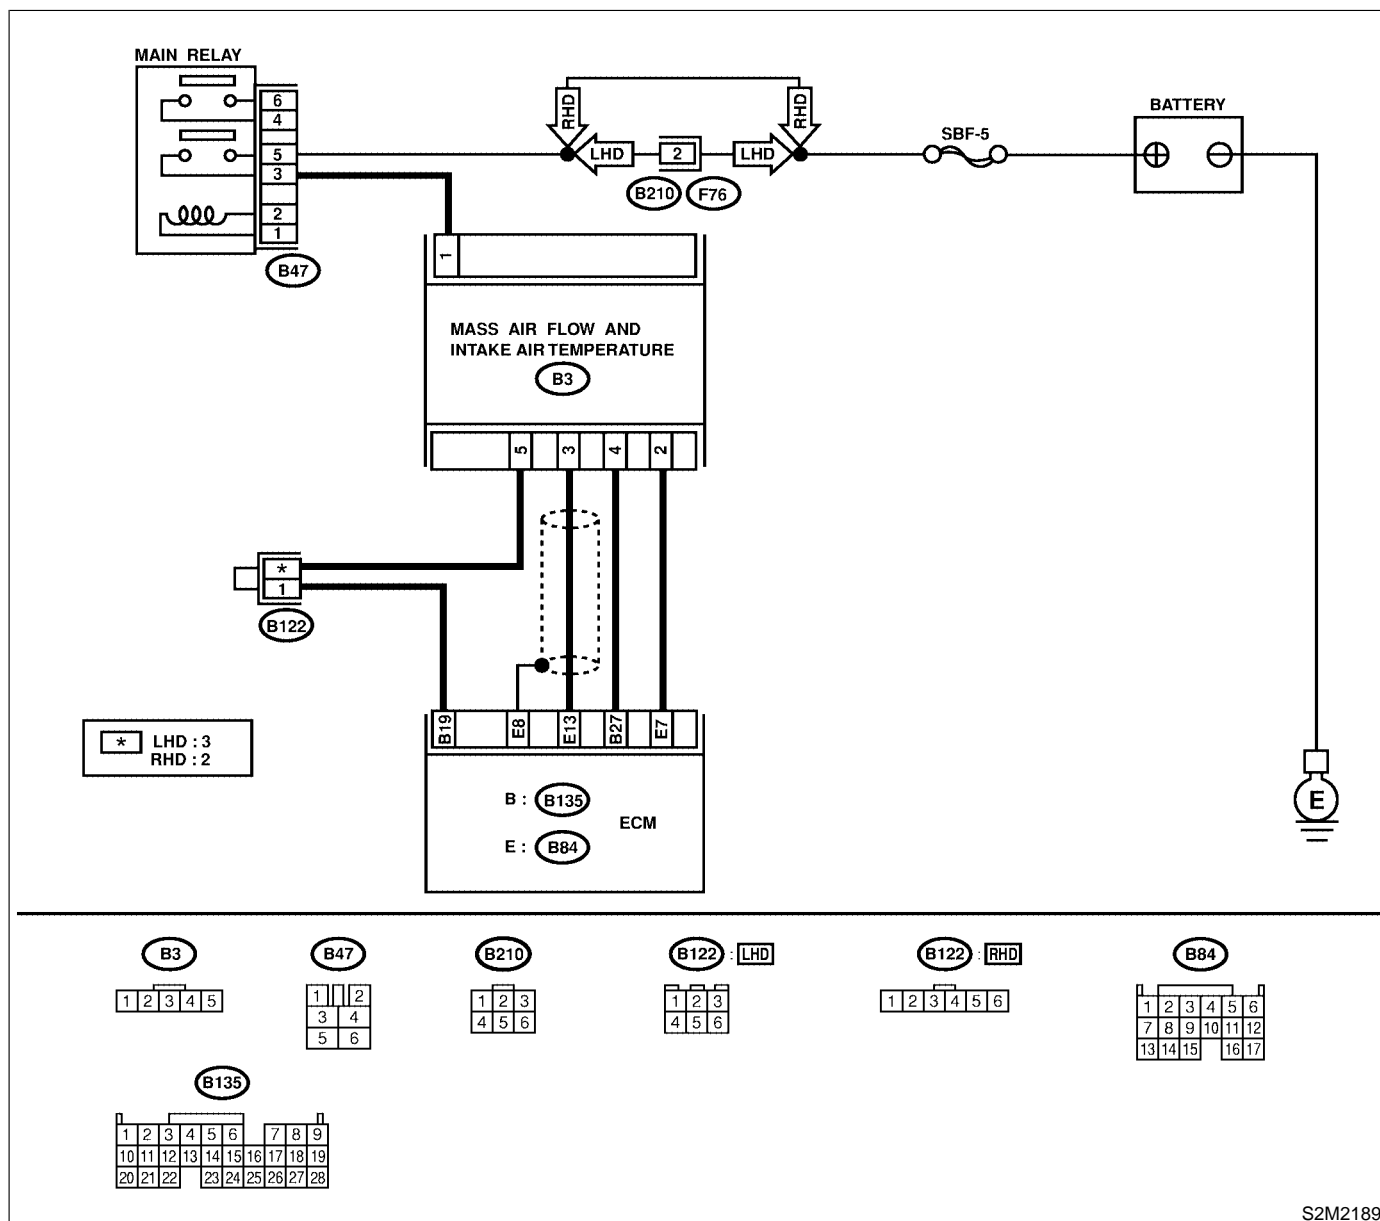 MAIN RELAY
6
4
5
3
2
1
B47
RHD
RHD
LHD
2
LHD
B210
F76
SBF-5
BATTERY
1
MASS AIR FLOW AND
INTAKE AIR TEMPERATURE
B3
5 3 4 2
*
1
B122
B19 E8 E13 B27 E7
* LHD : 3
RHD : 2
B : B135
ECM
E : B84
E
B3
1 2 3 4 5
B47
1 2
3 4
5 6
B210
1 2 3
4 5 6
B122 : LHD
1 2 3
4 5 6
B122 : RHD
1 2 3 4 5 6
B84
1 2 3 4 5 6
7 8 9 10 11 12
13 14 15 16 17
B135
1 2 3 4 5 6 7 8 9
10 11 12 13 14 15 16 17 18 19
20 21 22 23 24 25 26 27 28
S2M2189